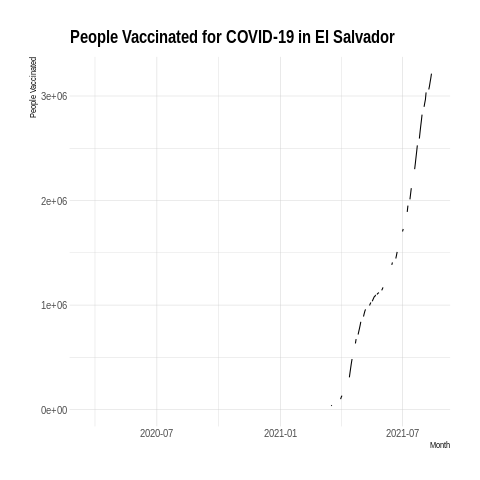 People Vaccinated for COVID-19 in El Salvador
People Vaccinated
3e+06
2e+06
1e+06
0e+00
2020-07
2021-01
2021-07
Month